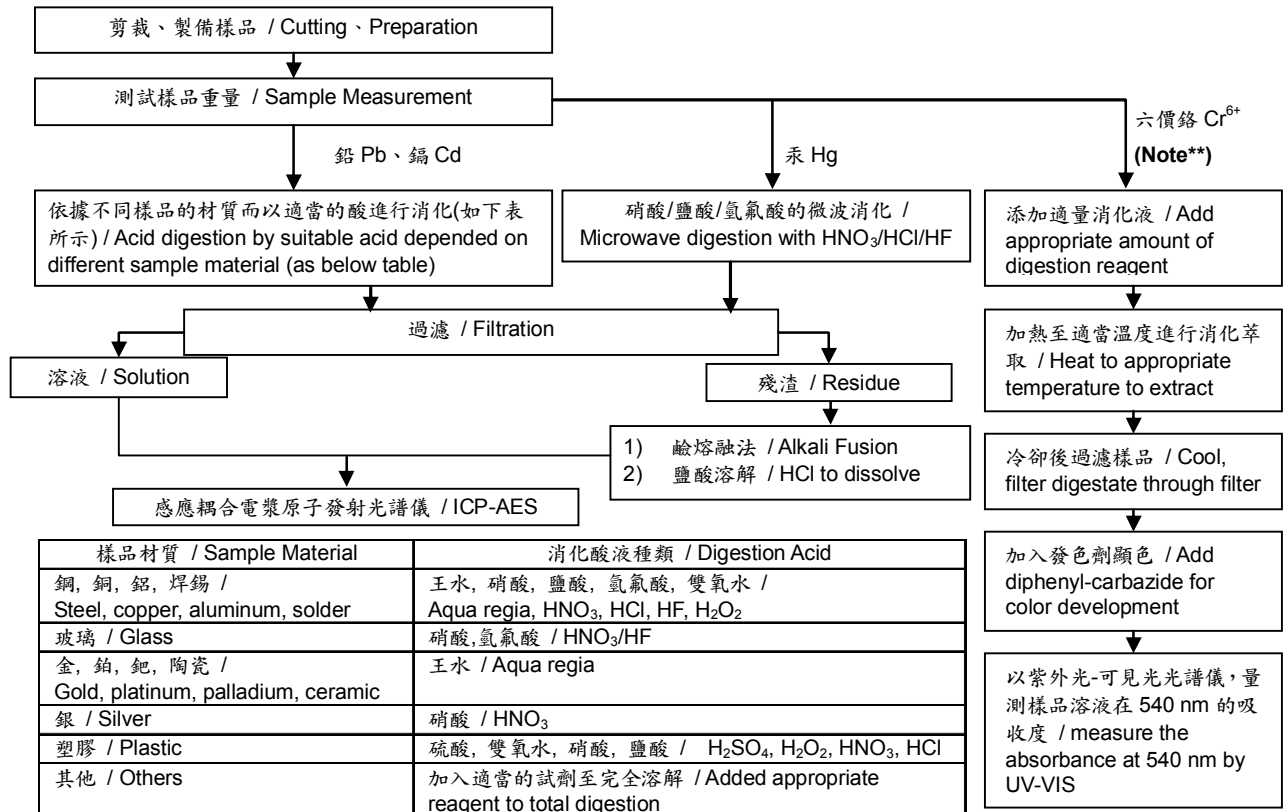 剪裁、製備樣品 / Cutting、Preparation
測試樣品重量 / Sample Measurement
鉛 Pb、鎘 Cd
汞 Hg
六價鉻 Cr⁶⁺
(Note**)
依據不同樣品的材質而以適當的酸進行消化(如下表
所示) / Acid digestion by suitable acid depended on
different sample material (as below table)
硝酸/鹽酸/氫氟酸的微波消化 /
Microwave digestion with HNO₃/HCl/HF
添加適量消化液 / Add
appropriate amount of
digestion reagent
過濾 / Filtration
溶液 / Solution
殘渣 / Residue
加熱至適當溫度進行消化萃
取 / Heat to appropriate
temperature to extract
1) 鹼熔融法 / Alkali Fusion
2) 鹽酸溶解 / HCl to dissolve
冷卻後過濾樣品 / Cool,
filter digestate through filter
感應耦合電漿原子發射光譜儀 / ICP-AES
加入發色劑顯色 / Add
diphenyl-carbazide for
color development
以紫外光-可見光光譜儀，量
測樣品溶液在 540 nm 的吸
收度 / measure the
absorbance at 540 nm by
UV-VIS
樣品材質 / Sample Material
消化酸液種類 / Digestion Acid
鋼, 銅, 鋁, 焊錫 /
Steel, copper, aluminum, solder
王水, 硝酸, 鹽酸, 氫氟酸, 雙氧水 /
Aqua regia, HNO₃, HCl, HF, H₂O₂
玻璃 / Glass
硝酸,氫氟酸 / HNO₃/HF
金, 鉑, 鈀, 陶瓷 /
Gold, platinum, palladium, ceramic
王水 / Aqua regia
銀 / Silver
硝酸 / HNO₃
塑膠 / Plastic
硫酸, 雙氧水, 硝酸, 鹽酸 / H₂SO₄, H₂O₂, HNO₃, HCl
其他 / Others
加入適當的試劑至完全溶解 / Added appropriate
reagent to total digestion